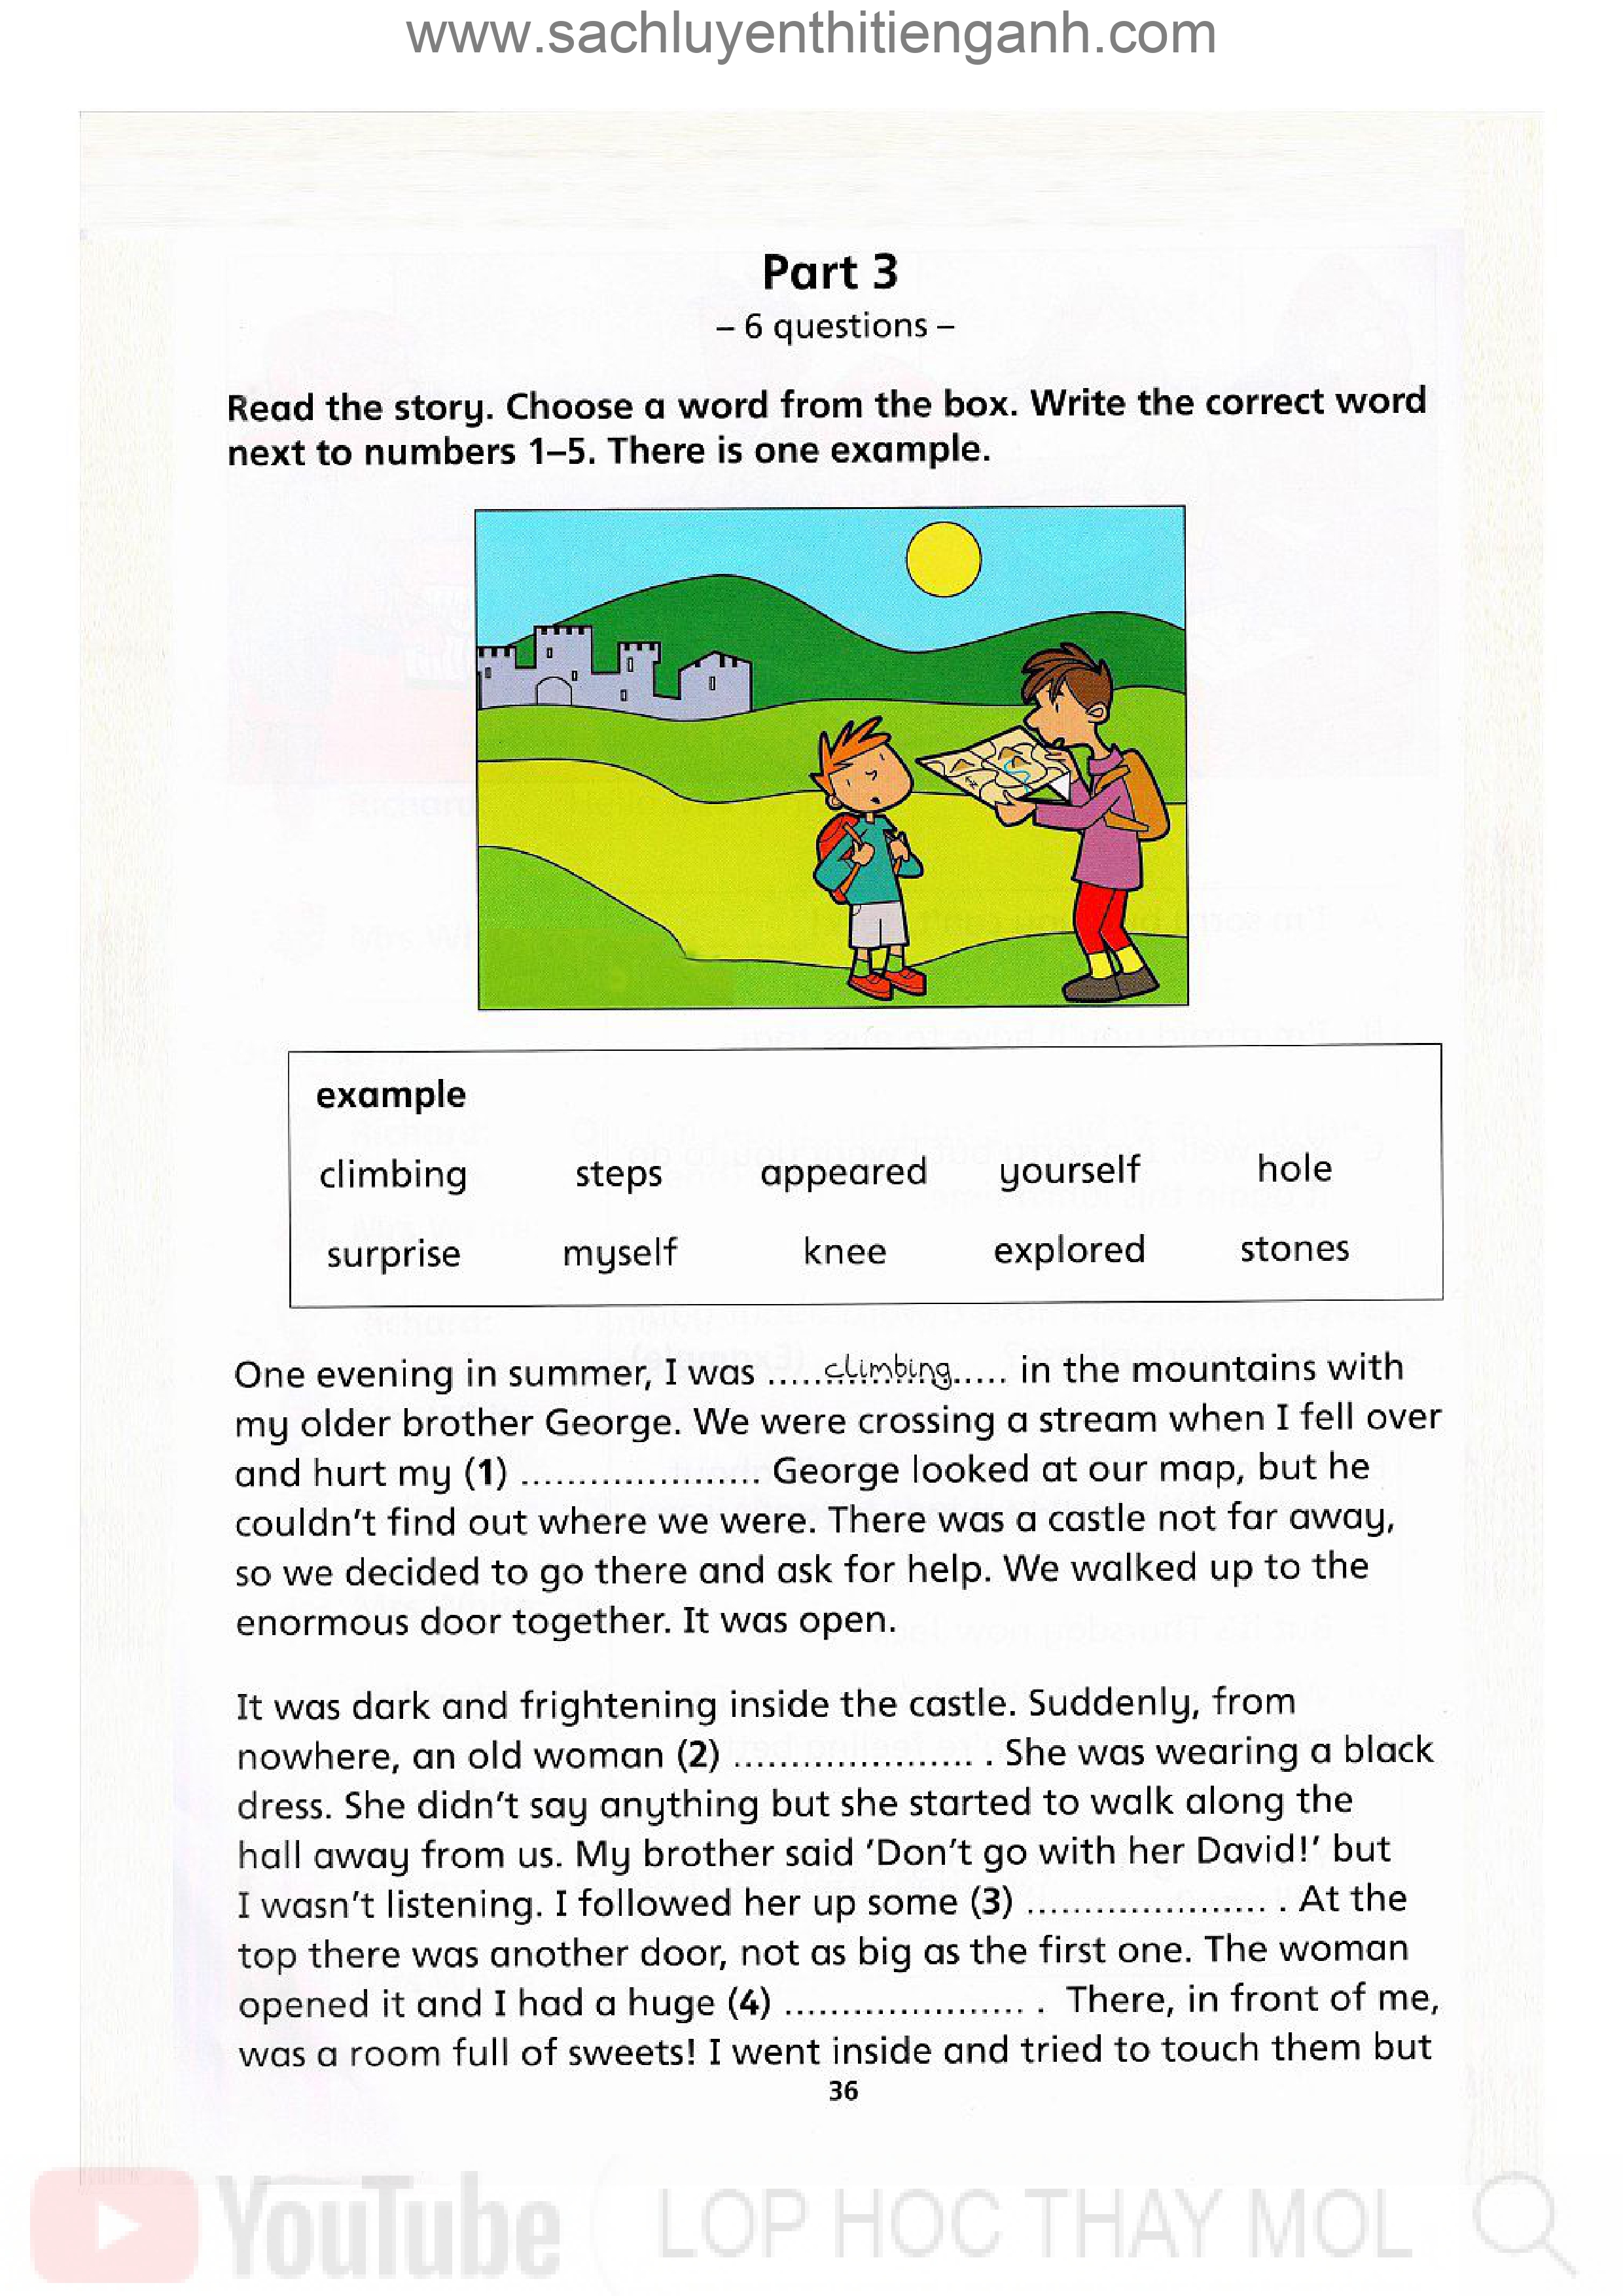 www.sachluyenthitienganh.com
Part 3
– 6 questions –
Read the story. Choose a word from the box. Write the correct word
next to numbers 1–5. There is one example.
example
climbing steps appeared yourself hole
surprise myself knee explored stones
One evening in summer, I was .....climbing..... in the mountains with
my older brother George. We were crossing a stream when I fell over
and hurt my (1) ..................... George looked at our map, but he
couldn't find out where we were. There was a castle not far away,
so we decided to go there and ask for help. We walked up to the
enormous door together. It was open.
It was dark and frightening inside the castle. Suddenly, from
nowhere, an old woman (2) ..................... . She was wearing a black
dress. She didn't say anything but she started to walk along the
hall away from us. My brother said 'Don't go with her David!' but
I wasn't listening. I followed her up some (3) ..................... . At the
top there was another door, not as big as the first one. The woman
opened it and I had a huge (4) ..................... . There, in front of me,
was a room full of sweets! I went inside and tried to touch them but
36
YouTube LOP HOC THAY MOL